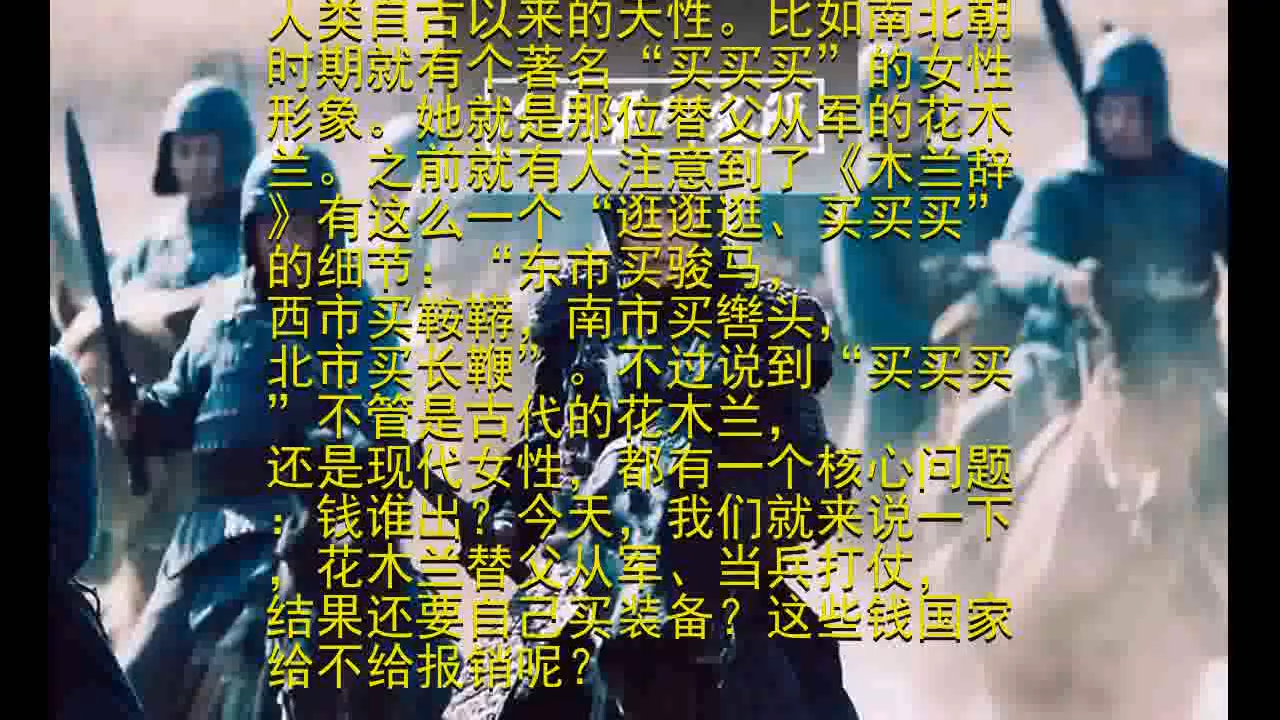 人类自古以来的天性。比如南北朝
时期就有个著名“买买买”的女性
形象。她就是那位替父从军的花木
兰。之前就有人注意到了《木兰辞
》有这么一个“逛逛逛、买买买”
的细节：“东市买骏马，
西市买鞍鞯，南市买辔头，
北市买长鞭”。不过说到“买买买
”不管是古代的花木兰，
还是现代女性，都有一个核心问题
：钱谁出？今天，我们就来说一下
，花木兰替父从军、当兵打仗，
结果还要自己买装备？这些钱国家
给不给报销呢？